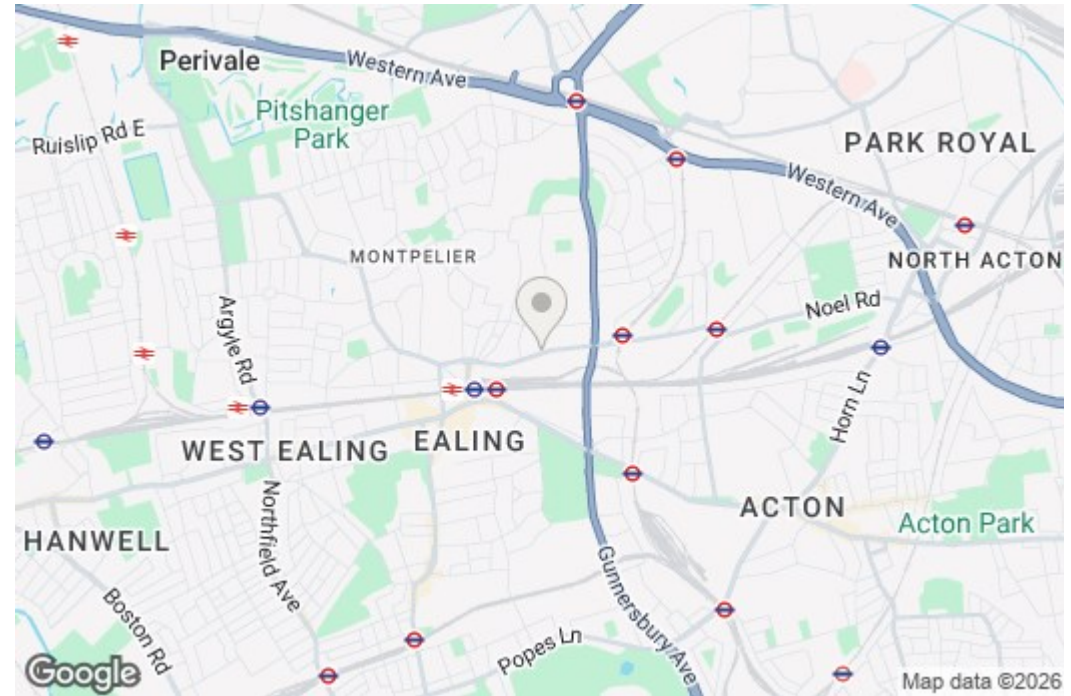 Perivale
Western Ave
Pitshanger
Park
Ruislip Rd E
PARK ROYAL
Western Ave
MONTPELIER
NORTH ACTON
Argyle Rd
Noel Rd
Horn Ln
WEST EALING
EALING
ACTON
Acton Park
HANWELL
Northfield Ave
Gunnersbury Ave
Boston Rd
Popes Ln
Google
Map data ©2026